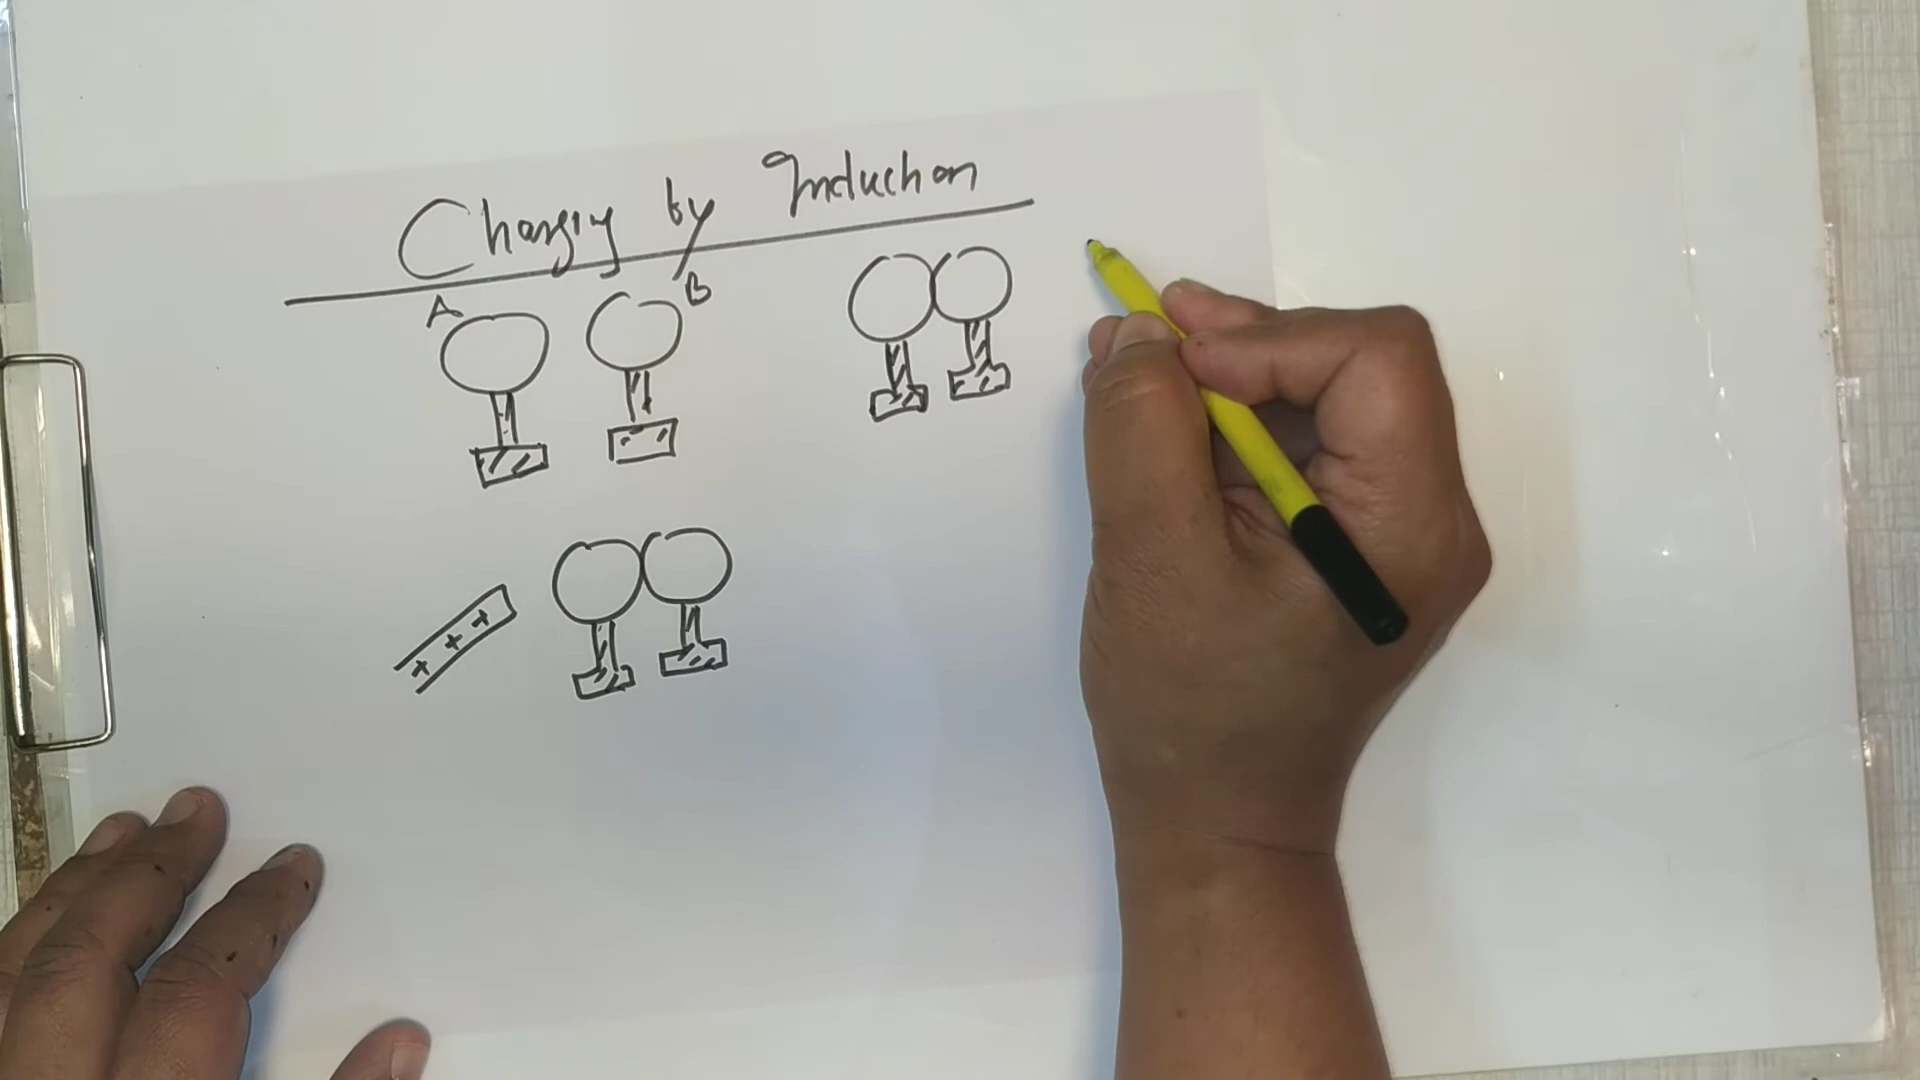 Charging by Induction
A B
+ + +